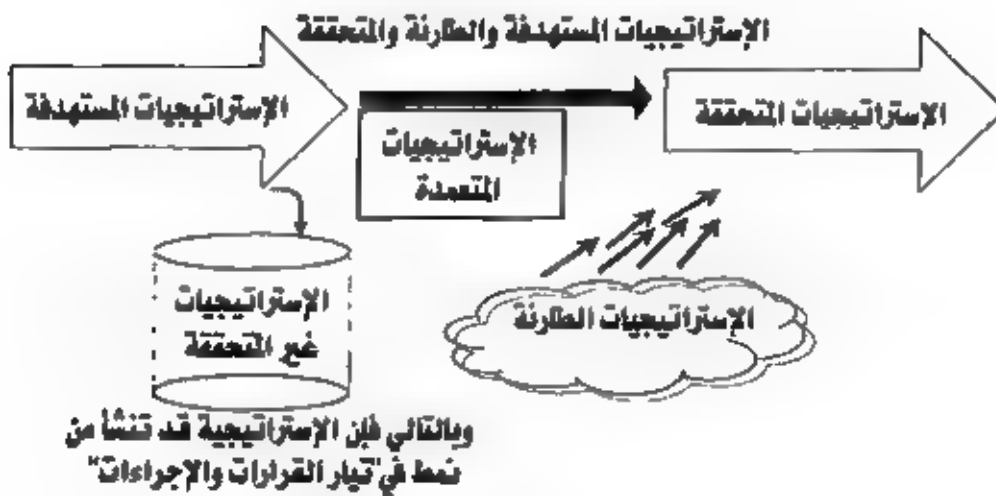 الإستراتيجيات المستهدفة والطارئة والمتحققة
الإستراتيجيات المستهدفة
الإستراتيجيات
المتعمدة
الإستراتيجيات المتحققة
الإستراتيجيات
غير المتحققة
الإستراتيجيات الطارئة
وبالتالي فإن الإستراتيجية قد تنشأ من
نمط في "تيار القرارات والإجراءات"